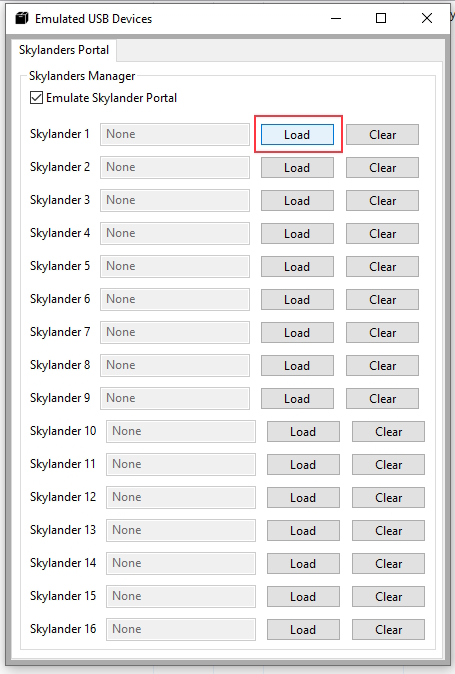 Emulated USB Devices
Skylanders Portal
Skylanders Manager
Emulate Skylander Portal
Skylander 1 None Load Clear
Skylander 2 None Load Clear
Skylander 3 None Load Clear
Skylander 4 None Load Clear
Skylander 5 None Load Clear
Skylander 6 None Load Clear
Skylander 7 None Load Clear
Skylander 8 None Load Clear
Skylander 9 None Load Clear
Skylander 10 None Load Clear
Skylander 11 None Load Clear
Skylander 12 None Load Clear
Skylander 13 None Load Clear
Skylander 14 None Load Clear
Skylander 15 None Load Clear
Skylander 16 None Load Clear